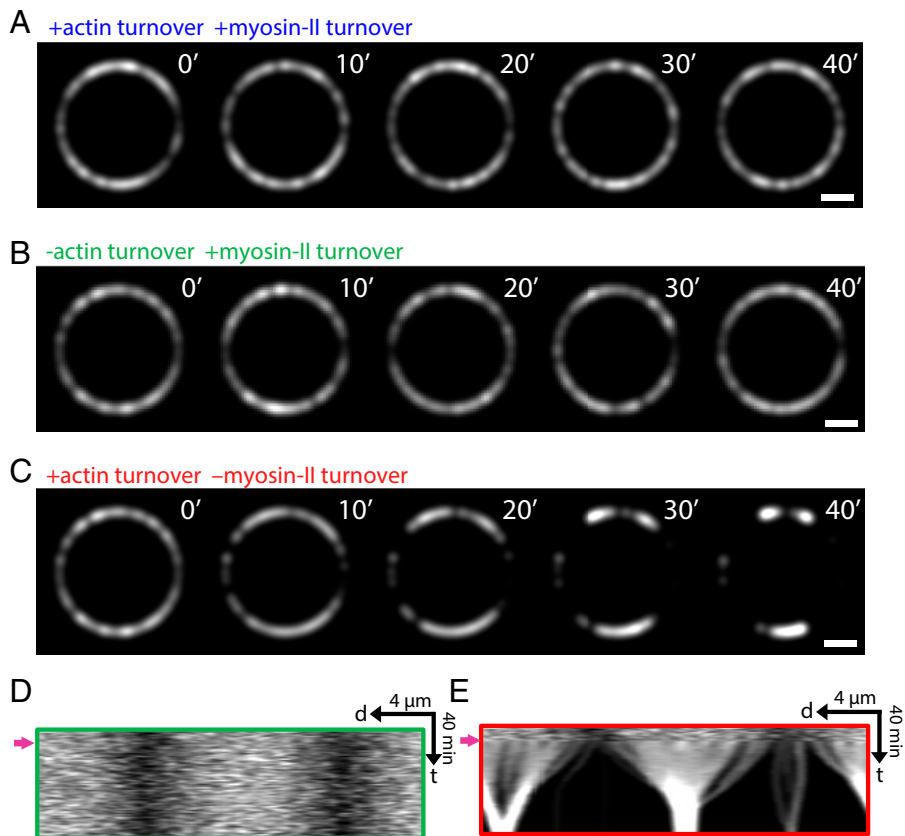 A
+actin turnover +myosin-II turnover
0’ 10’ 20’ 30’ 40’
B
-actin turnover +myosin-II turnover
0’ 10’ 20’ 30’ 40’
C
+actin turnover –myosin-II turnover
0’ 10’ 20’ 30’ 40’
D
4 μm
d
40 min
t
E
4 μm
d
40 min
t